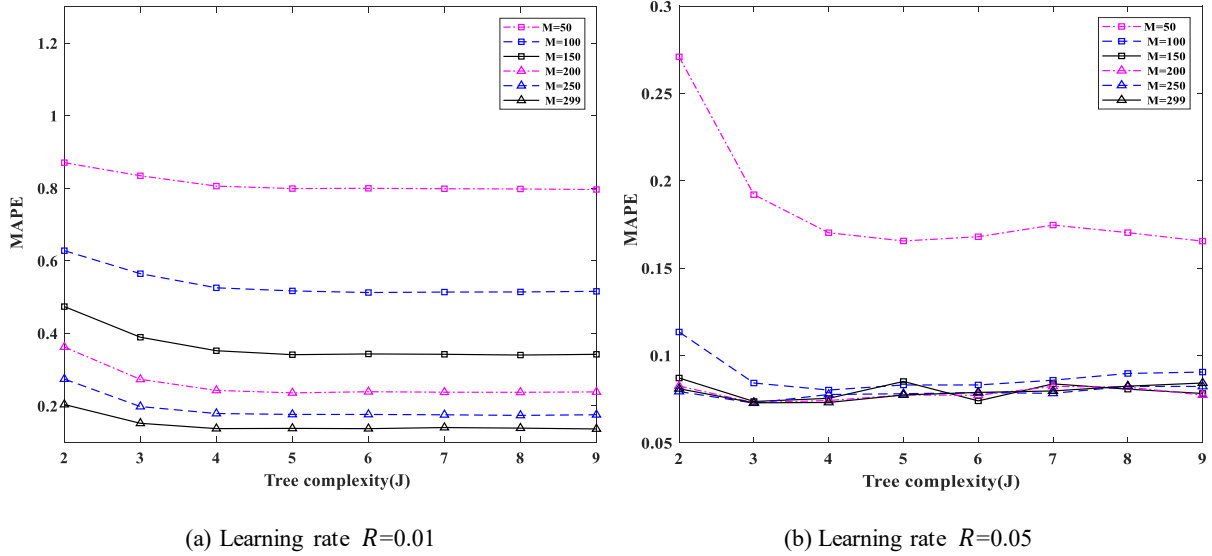 1.2
1
0.8
0.6
0.4
0.2
MAPE
M=50
M=100
M=150
M=200
M=250
M=299
2 3 4 5 6 7 8 9
Tree complexity(J)
(a) Learning rate R=0.01
0.3
0.25
0.2
0.15
0.1
0.05
MAPE
M=50
M=100
M=150
M=200
M=250
M=299
2 3 4 5 6 7 8 9
Tree complexity(J)
(b) Learning rate R=0.05